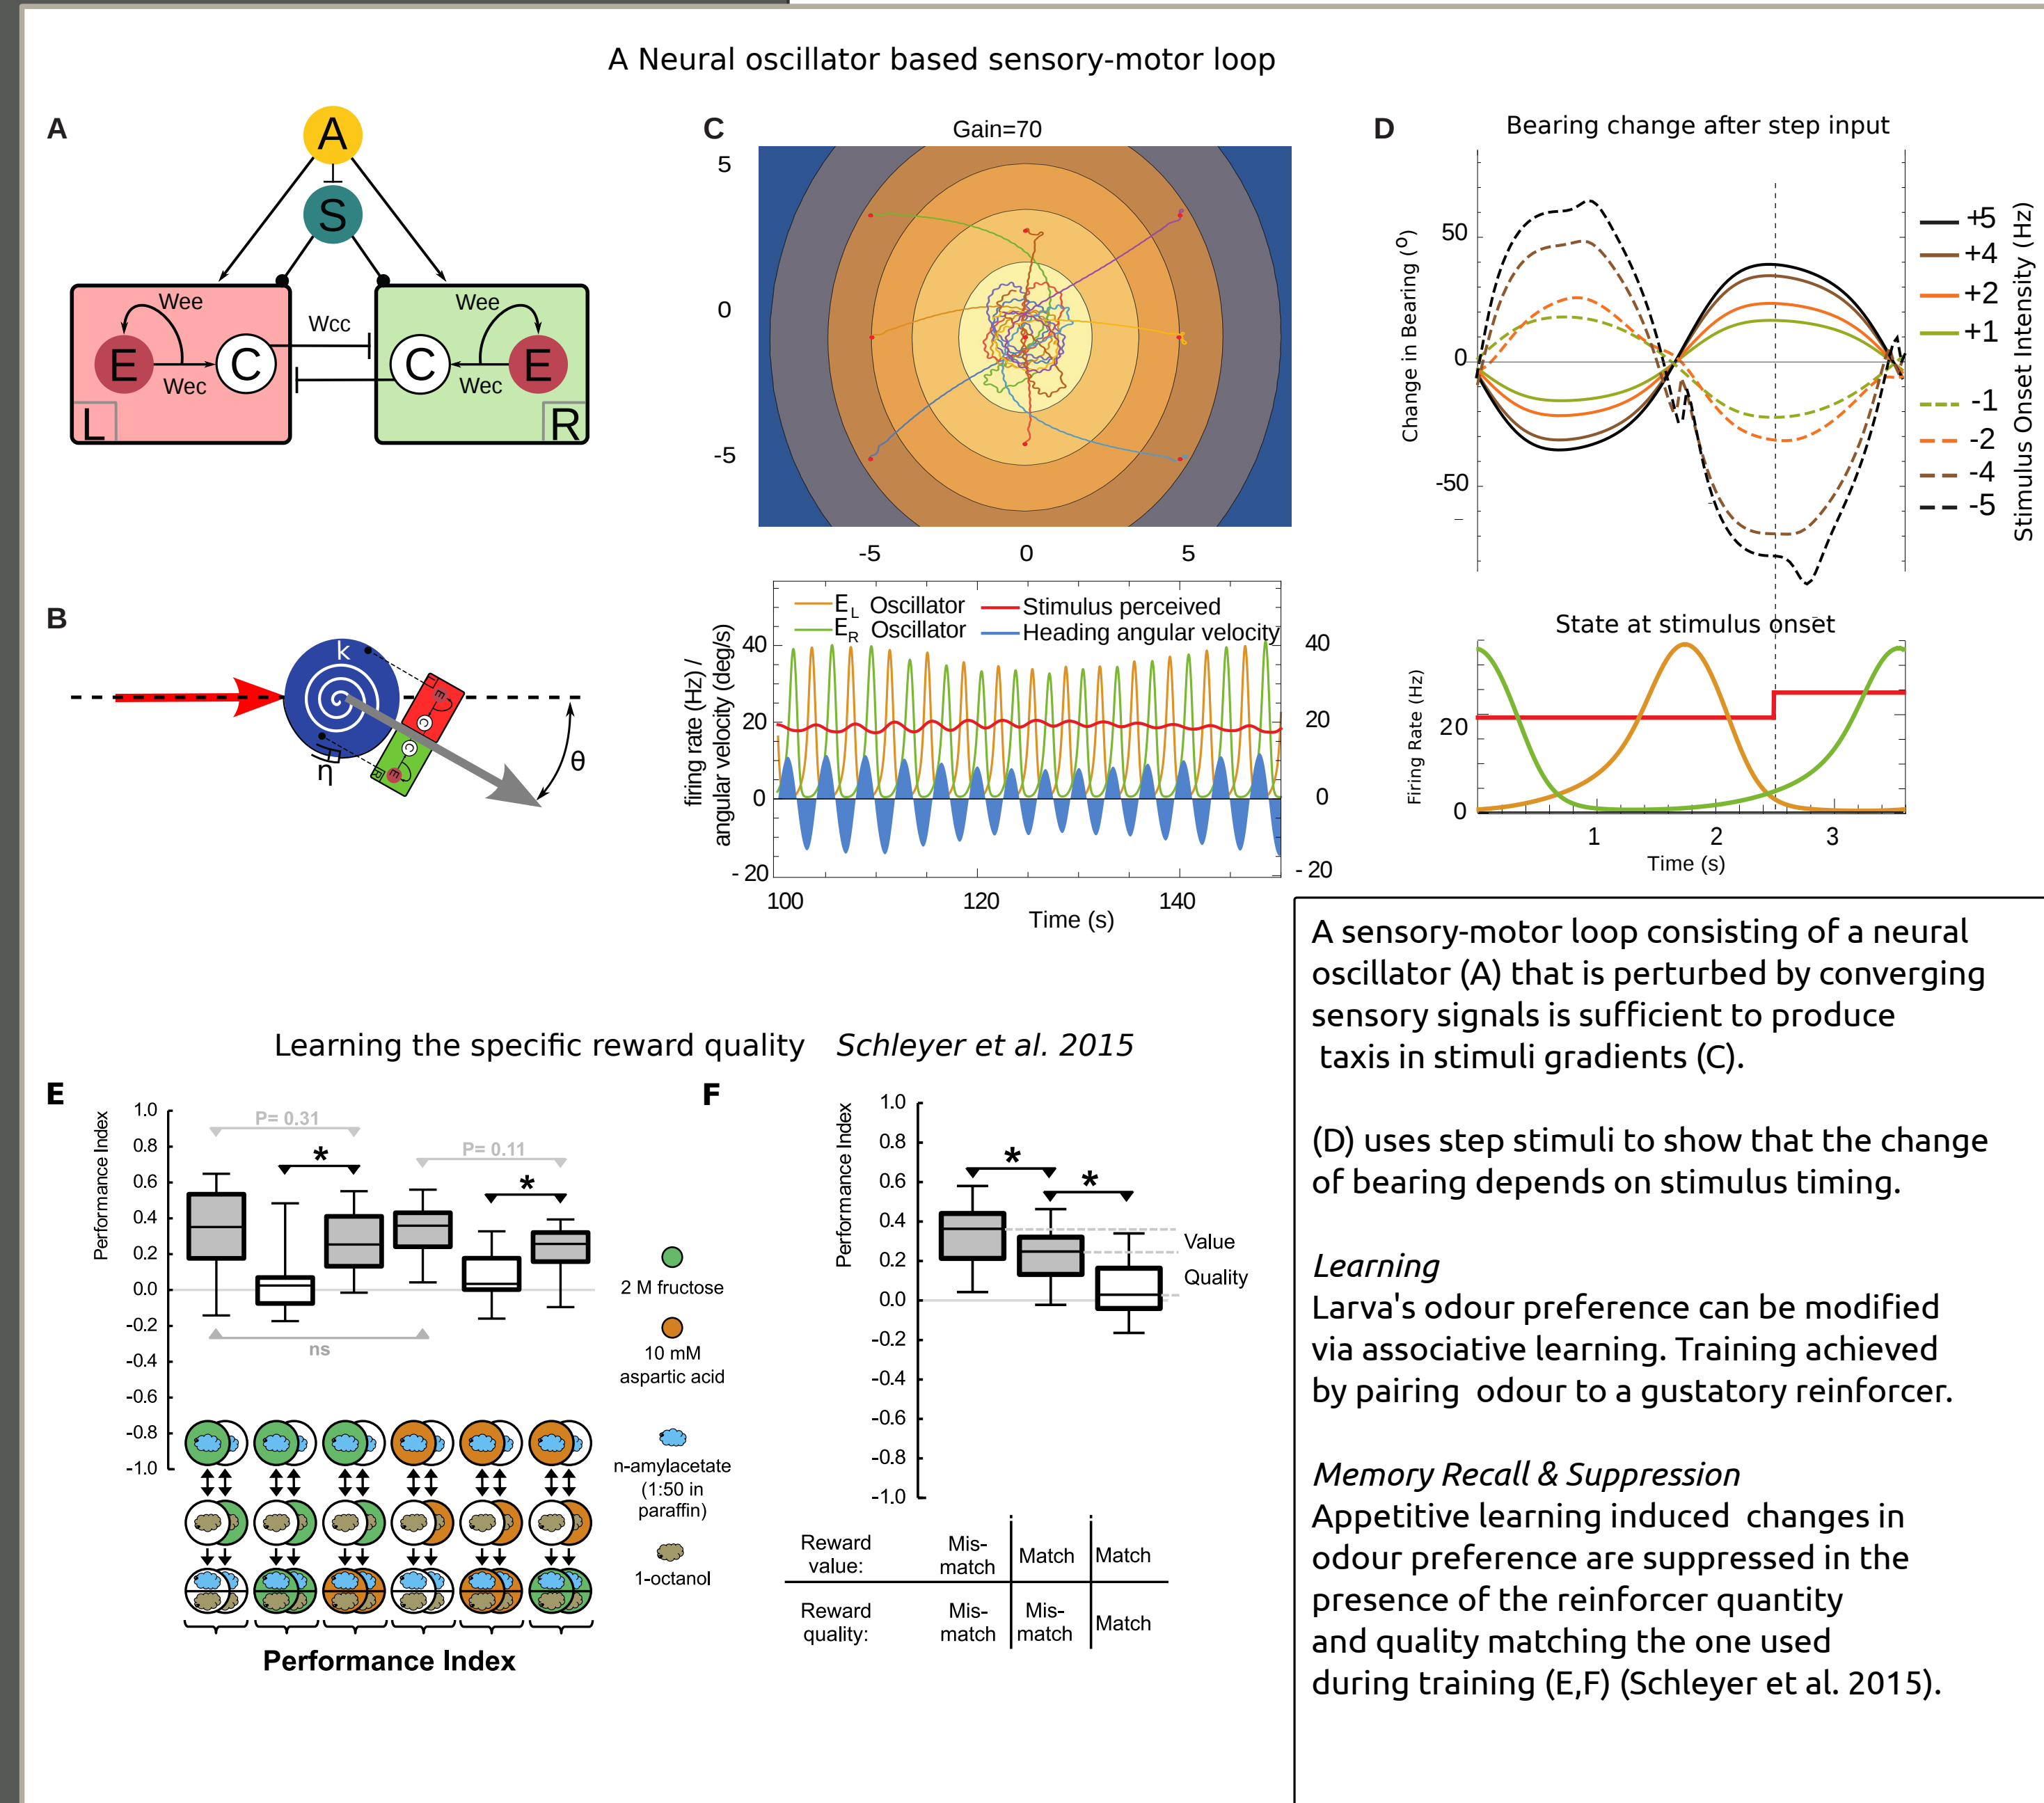 A Neural oscillator based sensory-motor loop
A
A
S
Wee
Wee
Wcc
E
C
C
E
Wec
Wec
L
R
B
k
η
θ
E
C
C
E
R
C
Gain=70
5
0
-5
-5
0
5
E L Oscillator
E R Oscillator
Stimulus perceived
Heading angular velocity
firing rate (Hz) /
angular velocity (deg/s)
40
20
0
- 20
40
20
0
- 20
100
120
140
Time (s)
D
Bearing change after step input
Change in Bearing (º)
50
0
-50
+5
+4
+2
+1
-1
-2
-4
-5
Stimulus Onset Intensity (Hz)
State at stimulus onset
Firing Rate (Hz)
20
0
1
2
3
Time (s)
Learning the specific reward quality Schleyer et al. 2015
E
Performance Index
1.0
0.8
0.6
0.4
0.2
0.0
-0.2
-0.4
-0.6
-0.8
-1.0
P= 0.31
*
P= 0.11
*
ns
2 M fructose
10 mM
aspartic acid
n-amylacetate
(1:50 in
paraffin)
1-octanol
Performance Index
F
Performance Index
1.0
0.8
0.6
0.4
0.2
0.0
-0.2
-0.4
-0.6
-0.8
-1.0
*
*
Value
Quality
Reward
value:
Mis-
match
Match
Match
Reward
quality:
Mis-
match
Mis-
match
Match
A sensory-motor loop consisting of a neural
oscillator (A) that is perturbed by converging
sensory signals is sufficient to produce
taxis in stimuli gradients (C).
(D) uses step stimuli to show that the change
of bearing depends on stimulus timing.
Learning
Larva's odour preference can be modified
via associative learning. Training achieved
by pairing odour to a gustatory reinforcer.
Memory Recall & Suppression
Appetitive learning induced changes in
odour preference are suppressed in the
presence of the reinforcer quantity
and quality matching the one used
during training (E,F) (Schleyer et al. 2015).